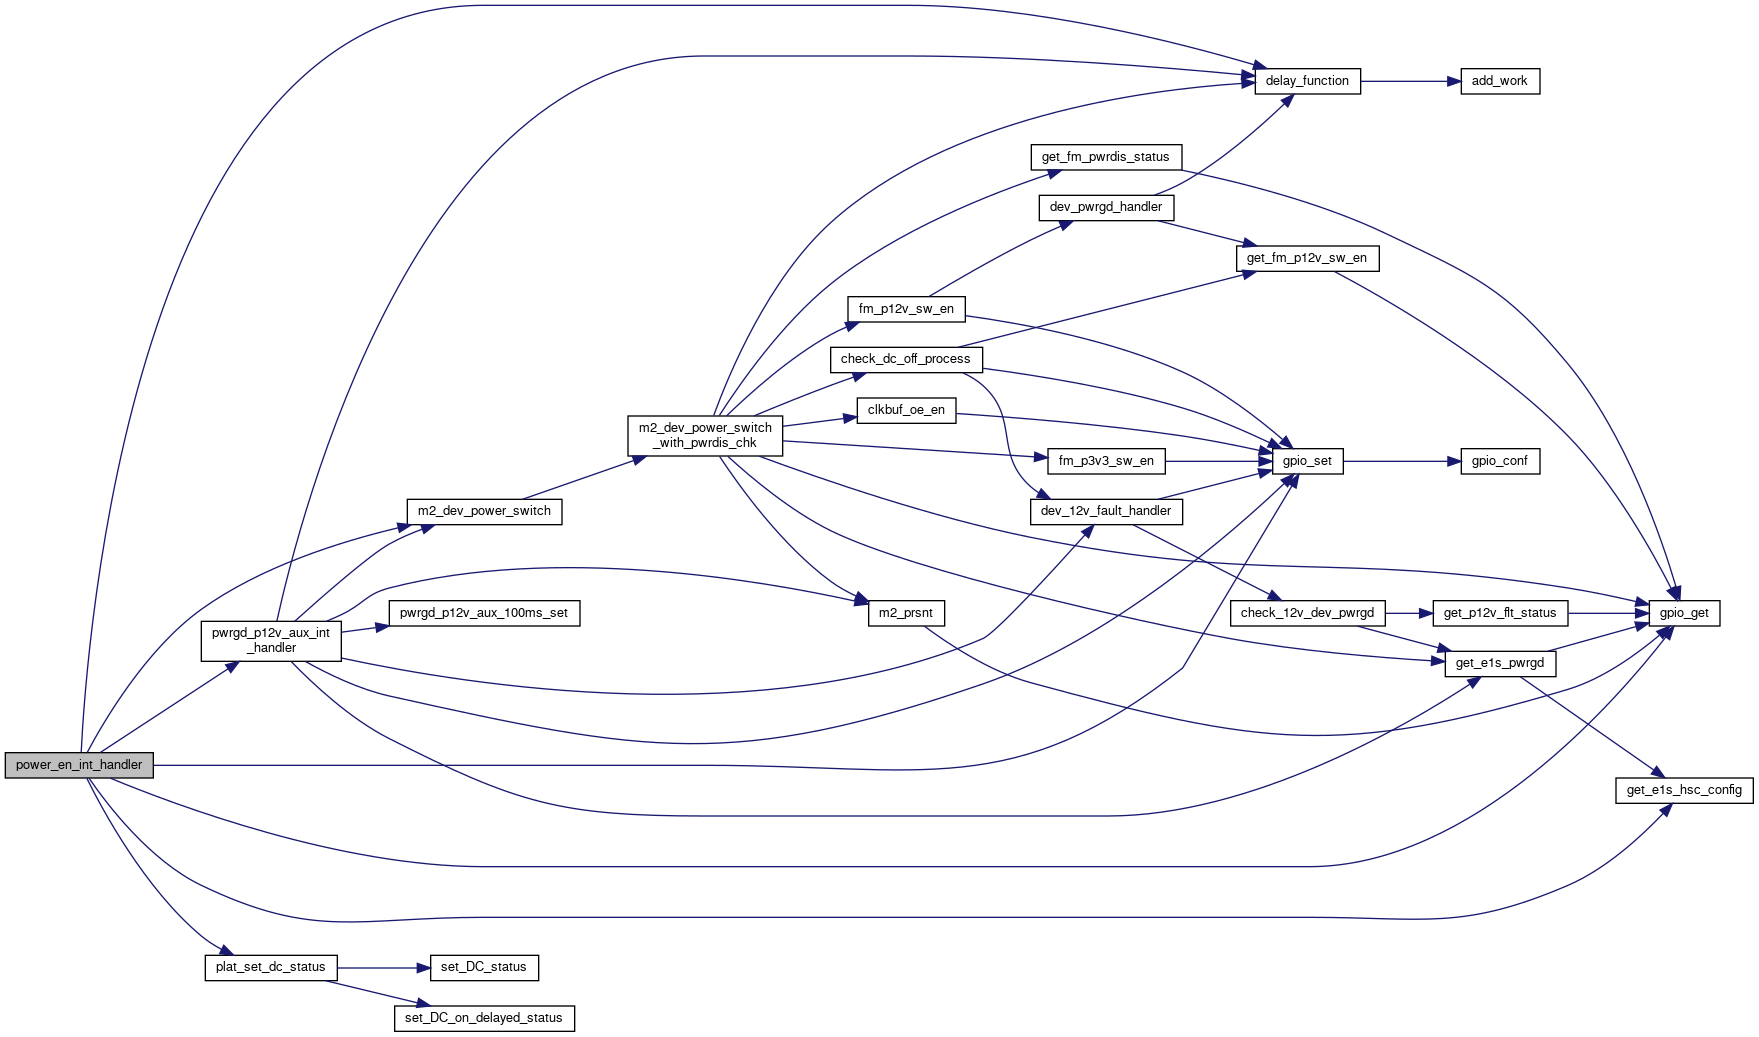 delay_function
add_work
get_fm_pwrdis_status
dev_pwrgd_handler
get_fm_p12v_sw_en
fm_p12v_sw_en
check_dc_off_process
clkbuf_oe_en
m2_dev_power_switch
_with_pwrdis_chk
fm_p3v3_sw_en
gpio_set
gpio_conf
m2_dev_power_switch
dev_12v_fault_handler
pwrgd_p12v_aux_100ms_set
m2_prsnt
check_12v_dev_pwrgd
get_p12v_flt_status
gpio_get
pwrgd_p12v_aux_int
_handler
get_e1s_pwrgd
power_en_int_handler
get_e1s_hsc_config
plat_set_dc_status
set_DC_status
set_DC_on_delayed_status